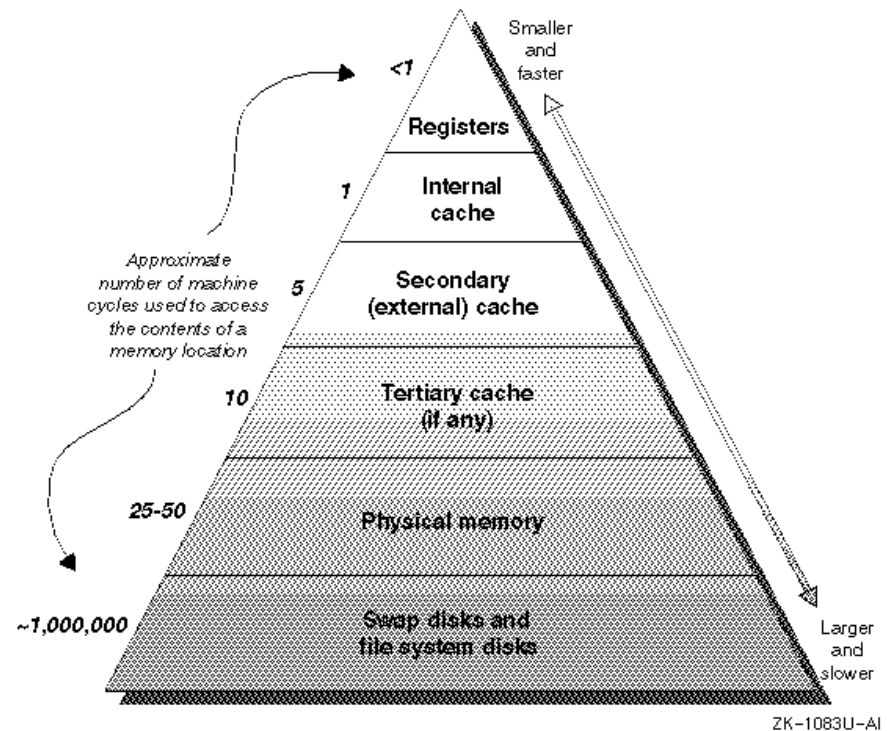 Smaller
and
faster
<1
Registers
1
Internal
cache
Approximate
number of machine
cycles used to access
the contents of a
memory location
5
Secondary
(external) cache
10
Tertiary cache
(if any)
25-50
Physical memory
~1,000,000
Swap disks and
file system disks
Larger
and
slower
ZK-1083U-AI